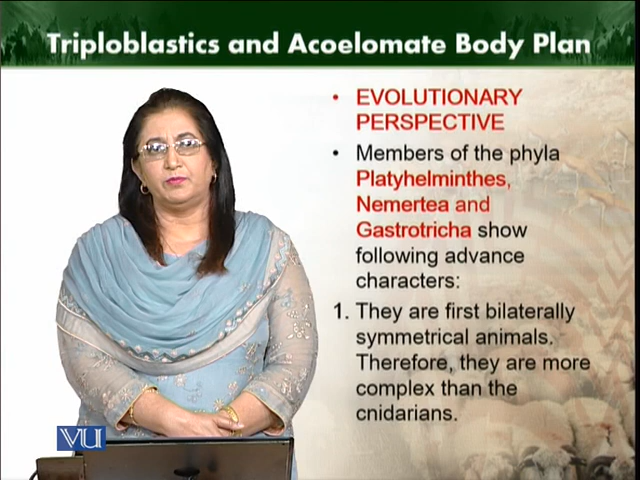 Triploblastics and Acoelomate Body Plan
• EVOLUTIONARY
PERSPECTIVE
• Members of the phyla
Platyhelminthes,
Nemertea and
Gastrotricha show
following advance
characters:
1. They are first bilaterally
symmetrical animals.
Therefore, they are more
complex than the
cnidarians.
VU